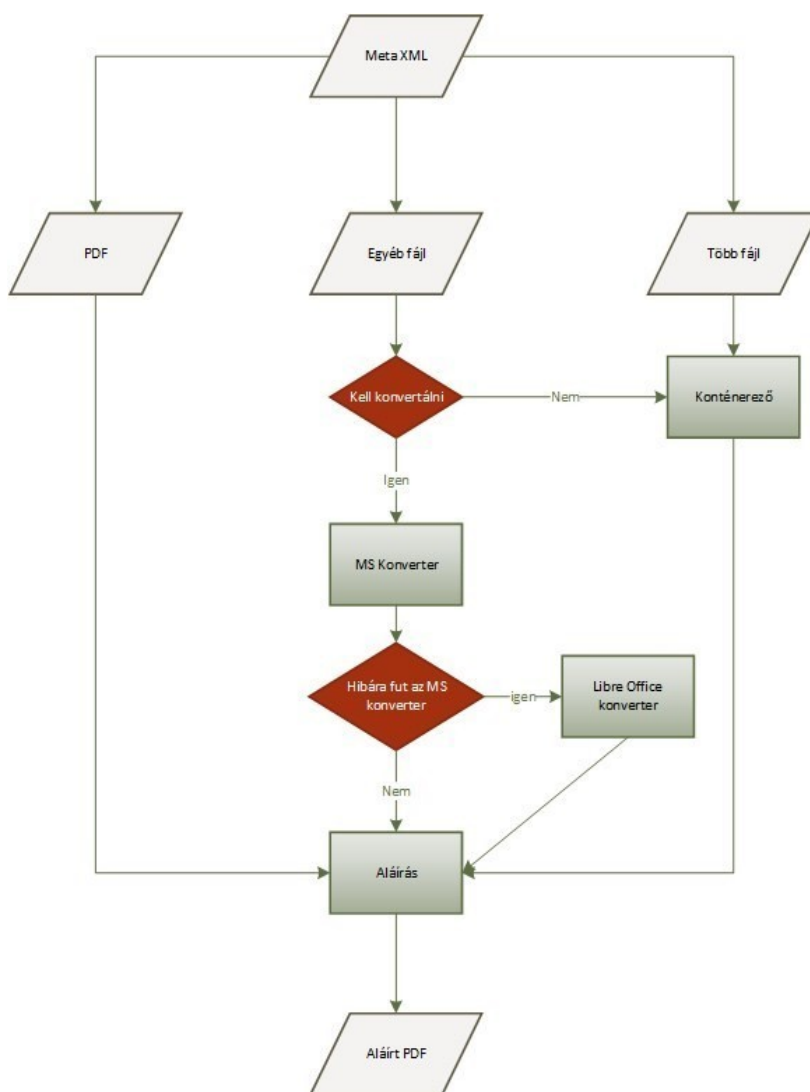 Meta XML
PDF
Egyéb fájl
Több fájl
Kell konvertálni
Nem
Konténerező
Igen
MS Konverter
Hibára fut az MS
konverter
igen
Libre Office
konverter
Nem
Aláírás
Aláírt PDF